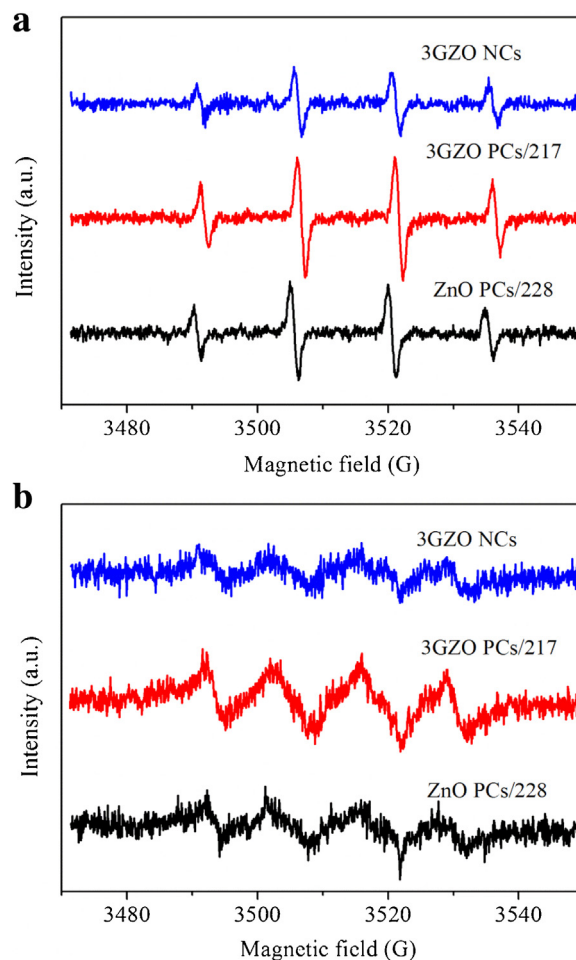 a
3GZO NCs
3GZO PCs/217
ZnO PCs/228
Intensity (a.u.)
3480 3500 3520 3540
Magnetic field (G)
b
3GZO NCs
3GZO PCs/217
ZnO PCs/228
Intensity (a.u.)
3480 3500 3520 3540
Magnetic field (G)